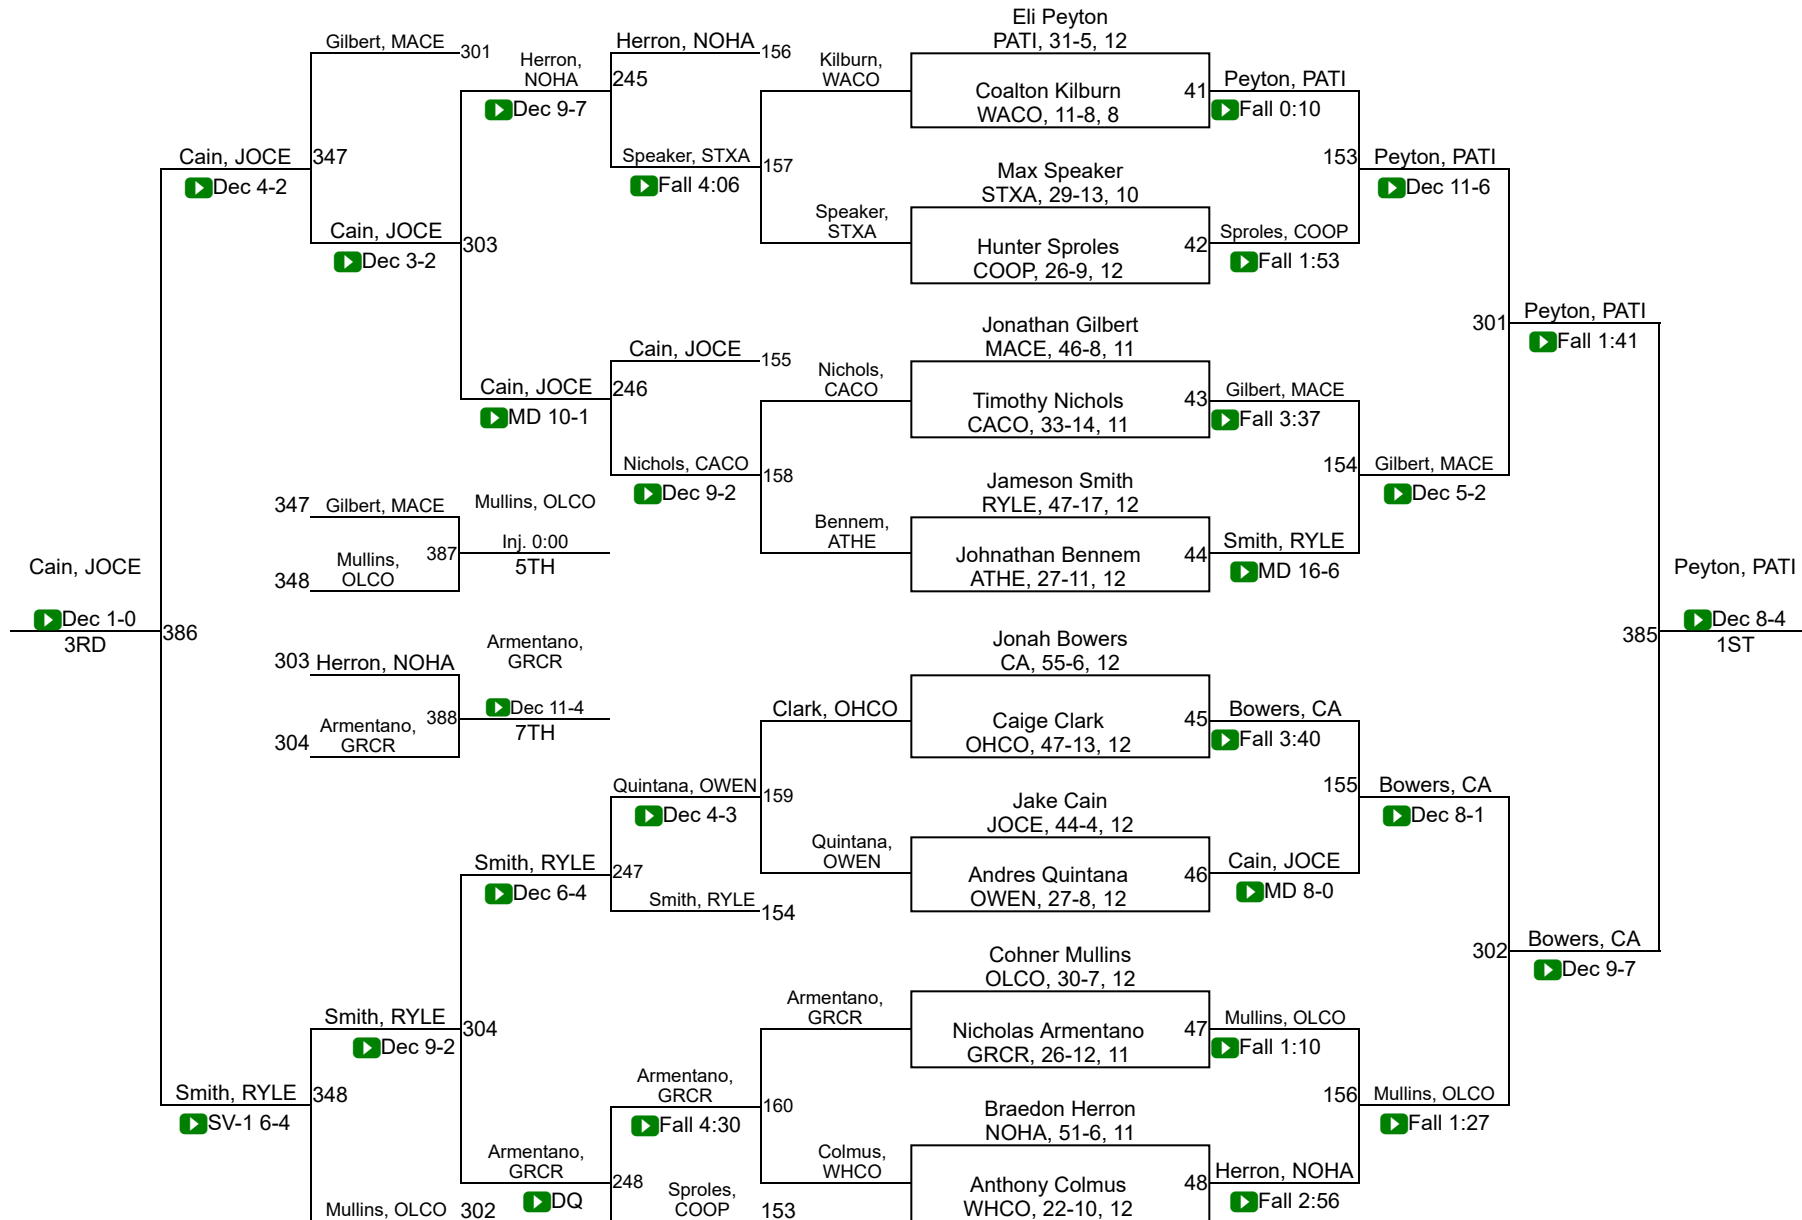 Gilbert, MACE
301
Cain, JOCE
347
Dec 4-2
Cain, JOCE
303
Dec 3-2
Herron,
NOHA
245
Dec 9-7
Herron, NOHA
156
Speaker, STXA
157
Fall 4:06
Kilburn,
WACO
Speaker,
STXA
Cain, JOCE
246
MD 10-1
Cain, JOCE
155
Nichols, CACO
158
Dec 9-2
Nichols,
CACO
Bennem,
ATHE
347
Gilbert, MACE
348
Mullins,
OLCO
387
Mullins, OLCO
Inj. 0:00
5TH
Cain, JOCE
Dec 1-0
3RD
386
303
Herron, NOHA
304
Armentano,
GRCR
388
Armentano,
GRCR
Dec 11-4
7TH
Clark, OHCO
Quintana, OWEN
159
Dec 4-3
Quintana,
OWEN
Smith, RYLE
247
Dec 6-4
Smith, RYLE
154
Smith, RYLE
304
Dec 9-2
Smith, RYLE
348
SV-1 6-4
Armentano,
GRCR
Armentano,
GRCR
160
Fall 4:30
Colmus,
WHCO
Armentano,
GRCR
248
DQ
Sproles,
COOP
153
Mullins, OLCO
302
Eli Peyton
PATI, 31-5, 12
Coalton Kilburn
WACO, 11-8, 8
41
Peyton, PATI
Fall 0:10
Max Speaker
STXA, 29-13, 10
Hunter Sproles
COOP, 26-9, 12
42
Sproles, COOP
Fall 1:53
153
Peyton, PATI
Dec 11-6
Jonathan Gilbert
MACE, 46-8, 11
Timothy Nichols
CACO, 33-14, 11
43
Gilbert, MACE
Fall 3:37
Jameson Smith
RYLE, 47-17, 12
Johnathan Bennem
ATHE, 27-11, 12
44
Smith, RYLE
MD 16-6
154
Gilbert, MACE
Dec 5-2
301
Peyton, PATI
Fall 1:41
Jonah Bowers
CA, 55-6, 12
Caige Clark
OHCO, 47-13, 12
45
Bowers, CA
Fall 3:40
Jake Cain
JOCE, 44-4, 12
Andres Quintana
OWEN, 27-8, 12
46
Cain, JOCE
MD 8-0
155
Bowers, CA
Dec 8-1
Cohner Mullins
OLCO, 30-7, 12
Nicholas Armentano
GRCR, 26-12, 11
47
Mullins, OLCO
Fall 1:10
Braedon Herron
NOHA, 51-6, 11
Anthony Colmus
WHCO, 22-10, 12
48
Herron, NOHA
Fall 2:56
156
Mullins, OLCO
Fall 1:27
302
Bowers, CA
Dec 9-7
385
Peyton, PATI
Dec 8-4
1ST